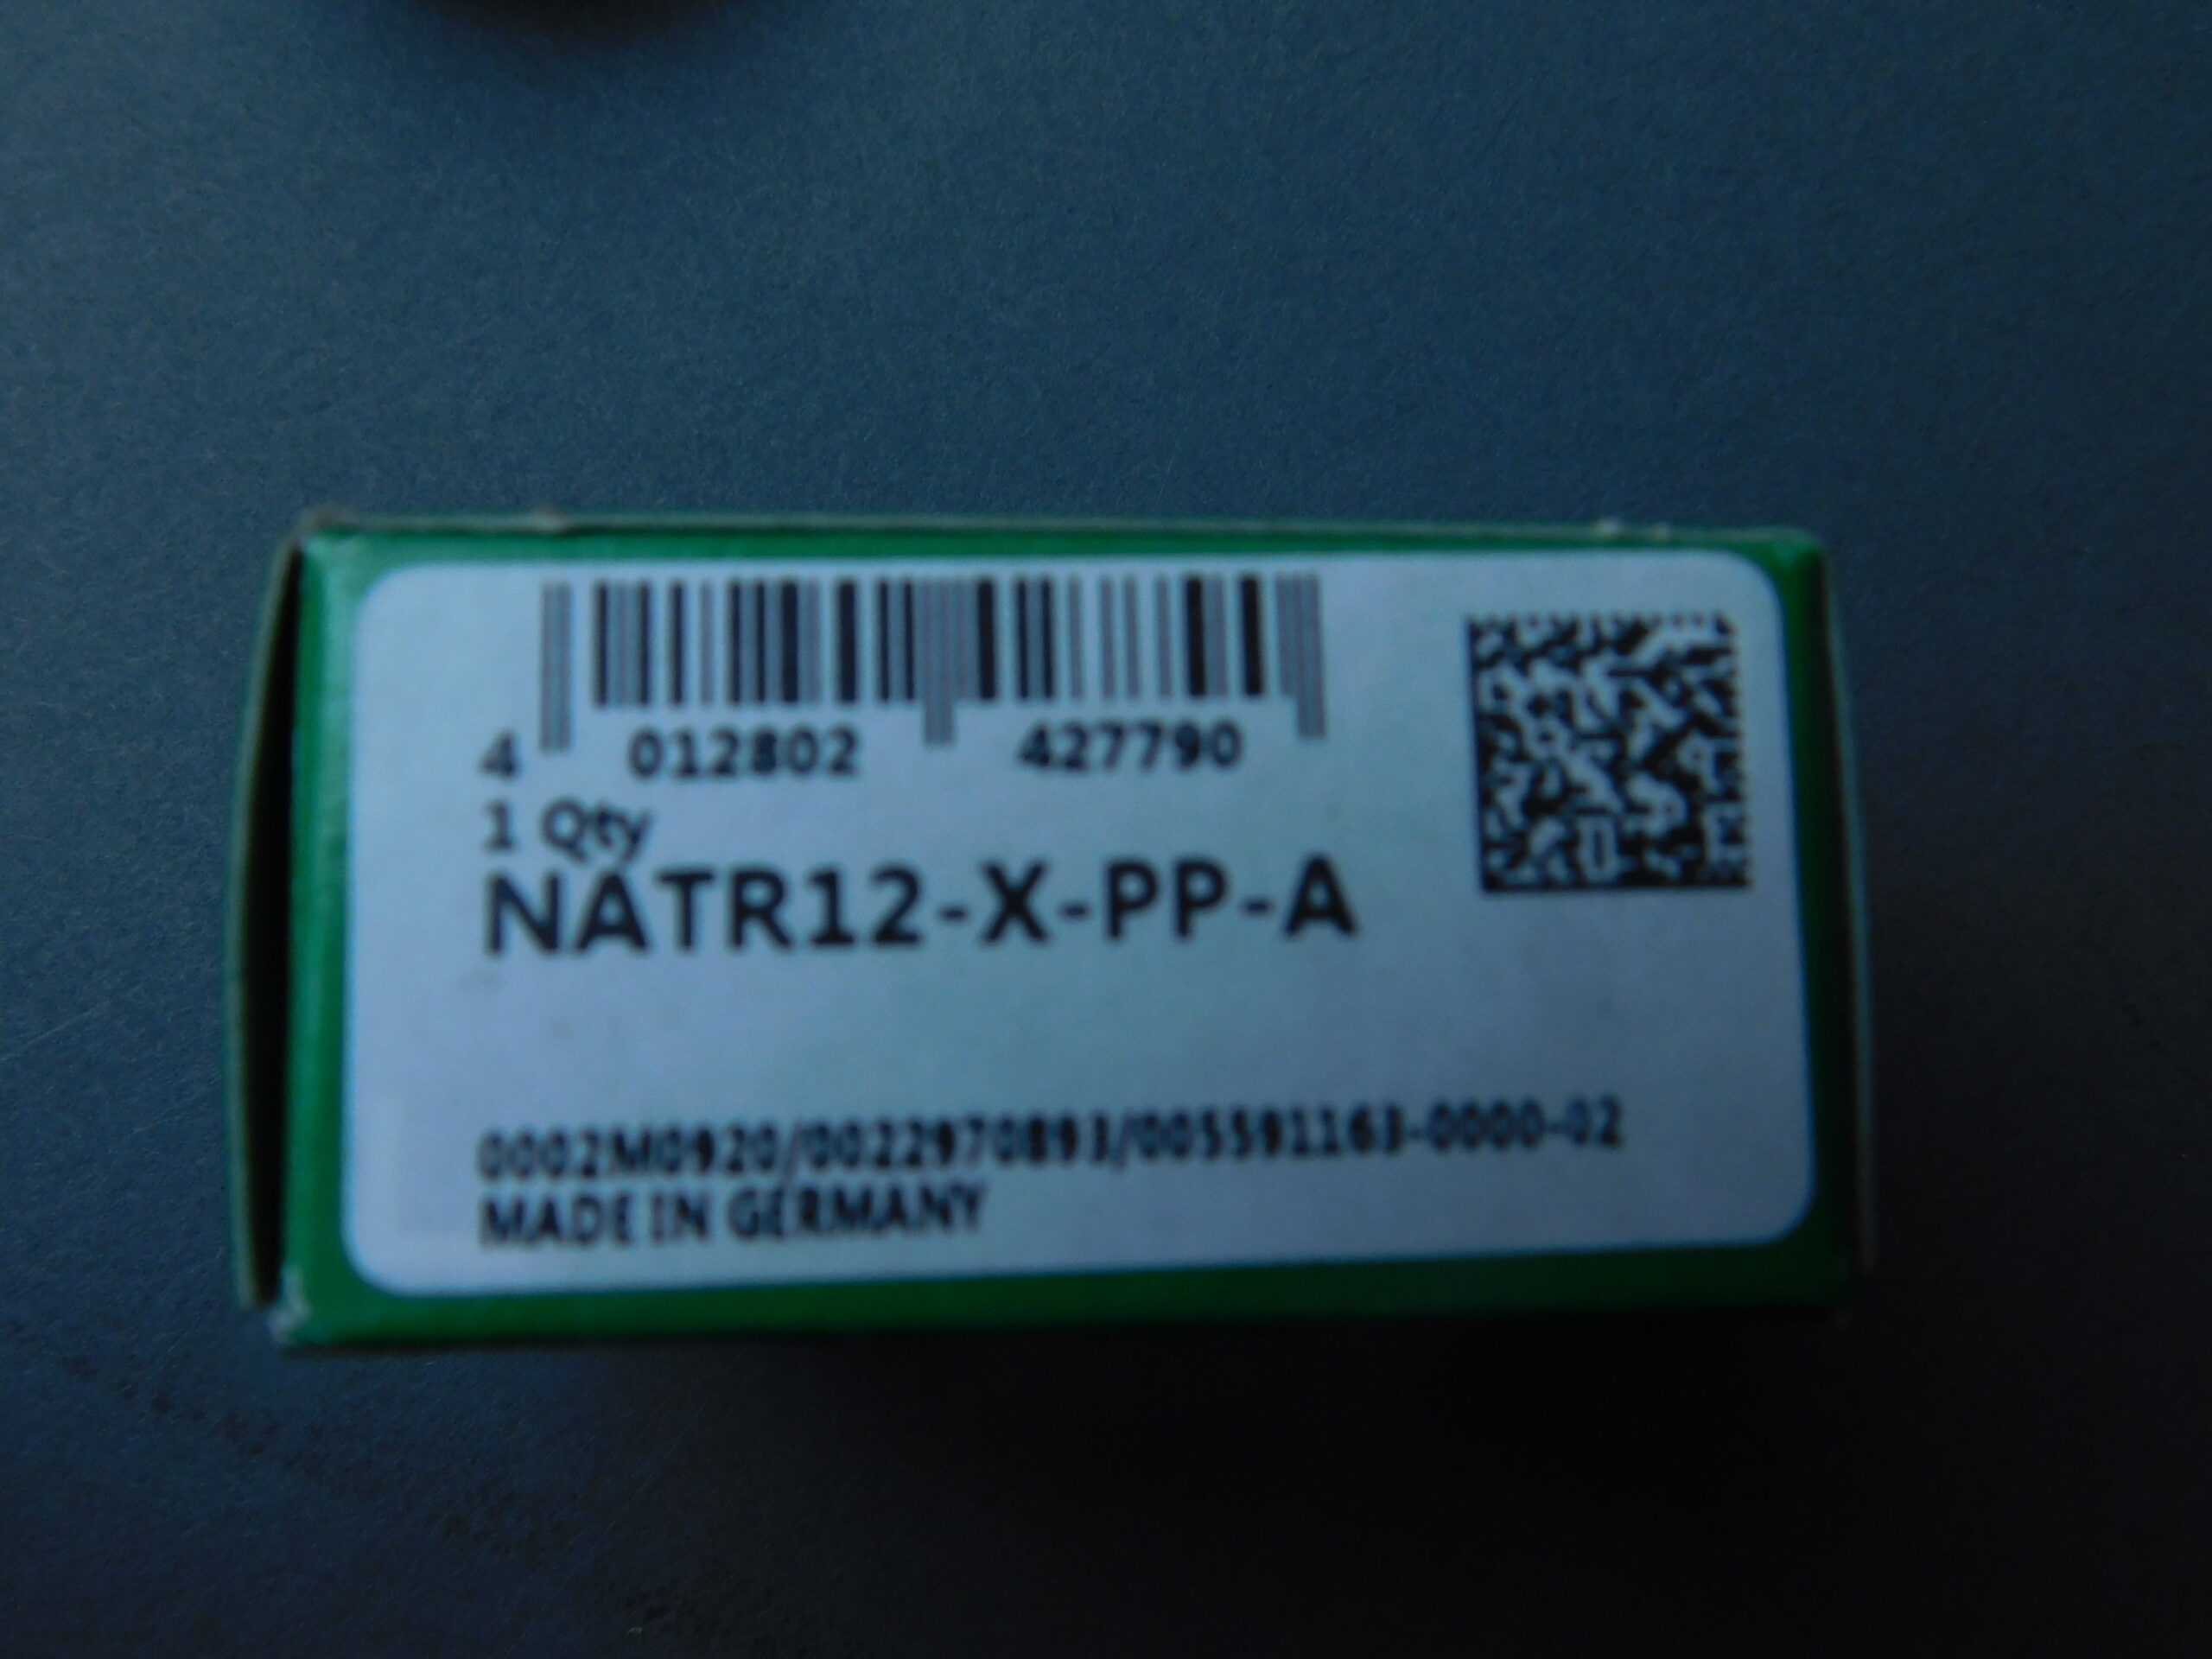 4 012802 427790
1 Qty
NATR12-X-PP-A
0002M0920/0022970893/005591163-0000-02
MADE IN GERMANY